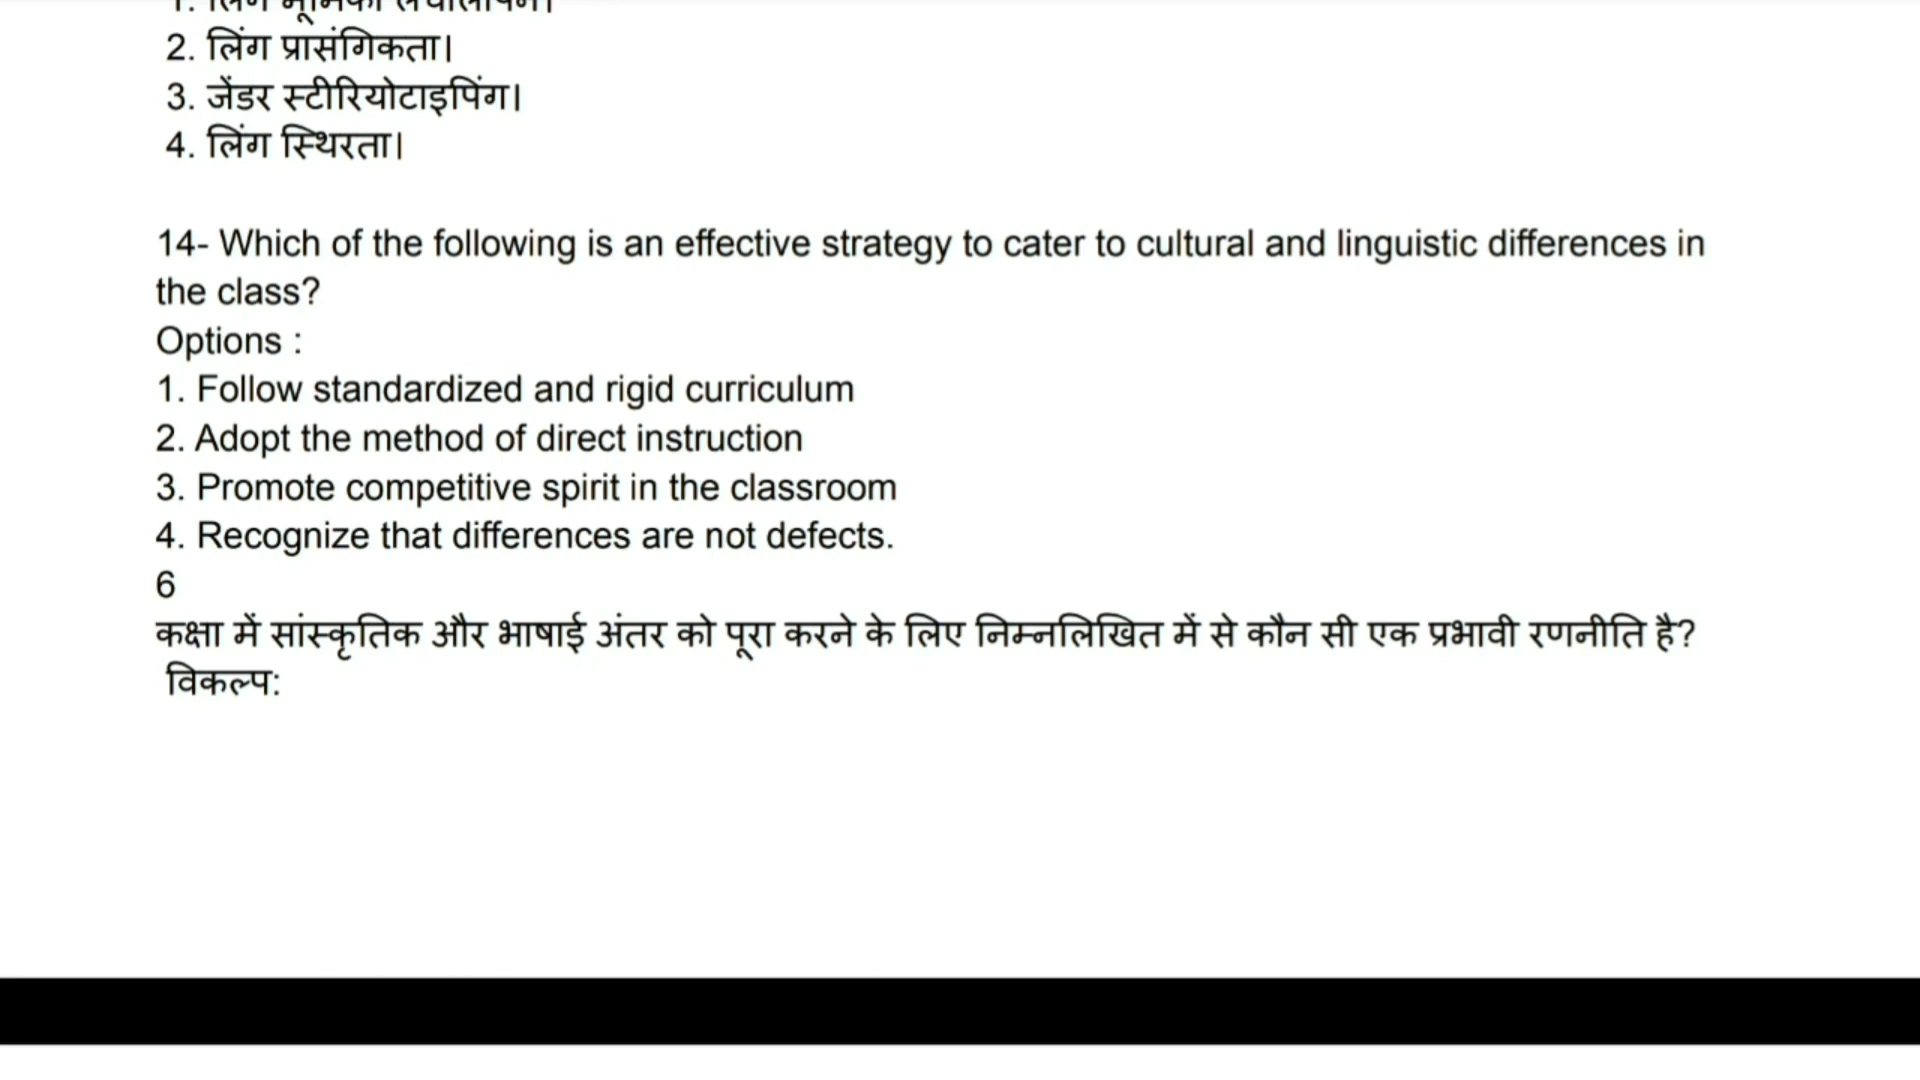 2. लिंग प्रासंगिकता।
3. जेंडर स्टीरियोटाइपिंग।
4. लिंग स्थिरता।
14- Which of the following is an effective strategy to cater to cultural and linguistic differences in
the class?
Options :
1. Follow standardized and rigid curriculum
2. Adopt the method of direct instruction
3. Promote competitive spirit in the classroom
4. Recognize that differences are not defects.
6
कक्षा में सांस्कृतिक और भाषाई अंतर को पूरा करने के लिए निम्नलिखित में से कौन सी एक प्रभावी रणनीति है?
विकल्प: